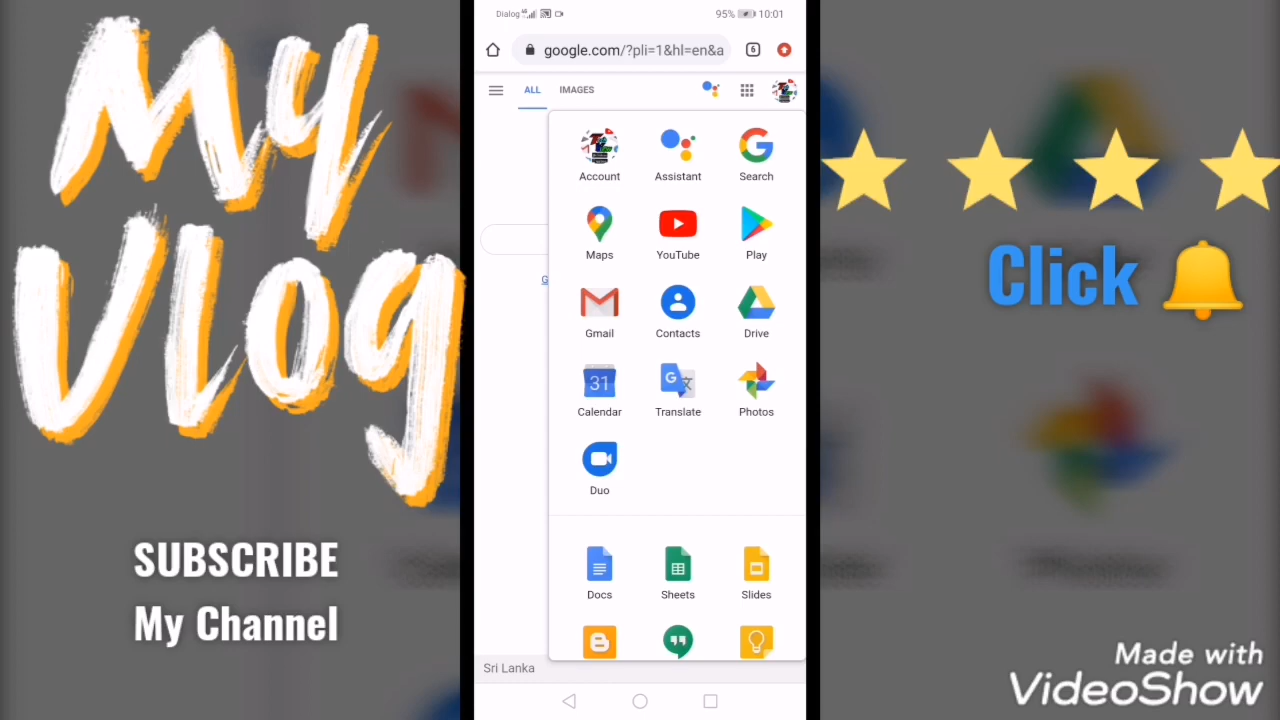 My
Vlog
SUBSCRIBE
My Channel
Dialog 4G 95% 10:01
google.com/?pli=1&hl=en&a 6
ALL IMAGES
Account Assistant Search
Maps YouTube Play
Gmail Contacts Drive
31
Calendar Translate Photos
Duo
Docs Sheets Slides
G
Sri Lanka
Click
Made with
VideoShow